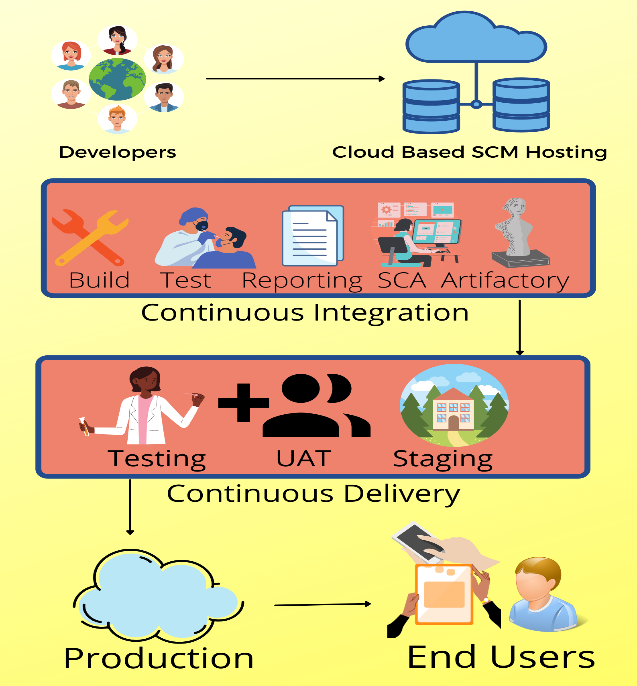 Developers
Cloud Based SCM Hosting
Build Test Reporting SCA Artifactory
Continuous Integration
Testing UAT Staging
Continuous Delivery
Production
End Users